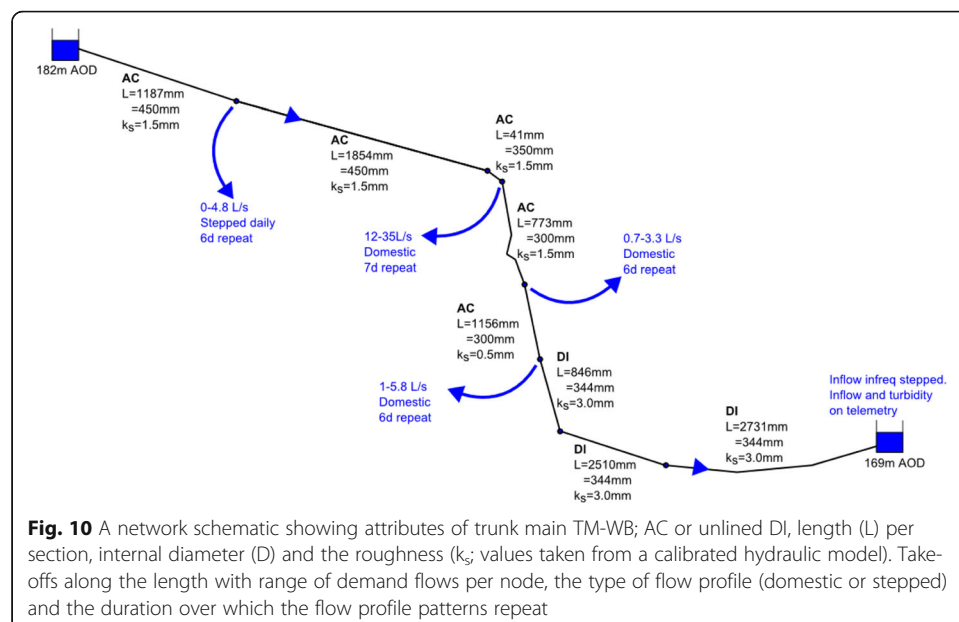 182m AOD
AC
L=1187mm
=450mm
kₛ=1.5mm
AC
L=1854mm
=450mm
kₛ=1.5mm
0-4.8 L/s
Stepped daily
6d repeat
AC
L=41mm
=350mm
kₛ=1.5mm
12-35L/s
Domestic
7d repeat
AC
L=773mm
=300mm
kₛ=1.5mm
0.7-3.3 L/s
Domestic
6d repeat
AC
L=1156mm
=300mm
kₛ=0.5mm
1-5.8 L/s
Domestic
6d repeat
DI
L=846mm
=344mm
kₛ=3.0mm
DI
L=2510mm
=344mm
kₛ=3.0mm
DI
L=2731mm
=344mm
kₛ=3.0mm
Inflow infreq stepped.
Inflow and turbidity
on telemetry
169m AOD
Fig. 10 A network schematic showing attributes of trunk main TM-WB; AC or unlined DI, length (L) per
section, internal diameter (D) and the roughness (kₛ; values taken from a calibrated hydraulic model). Take-
offs along the length with range of demand flows per node, the type of flow profile (domestic or stepped)
and the duration over which the flow profile patterns repeat